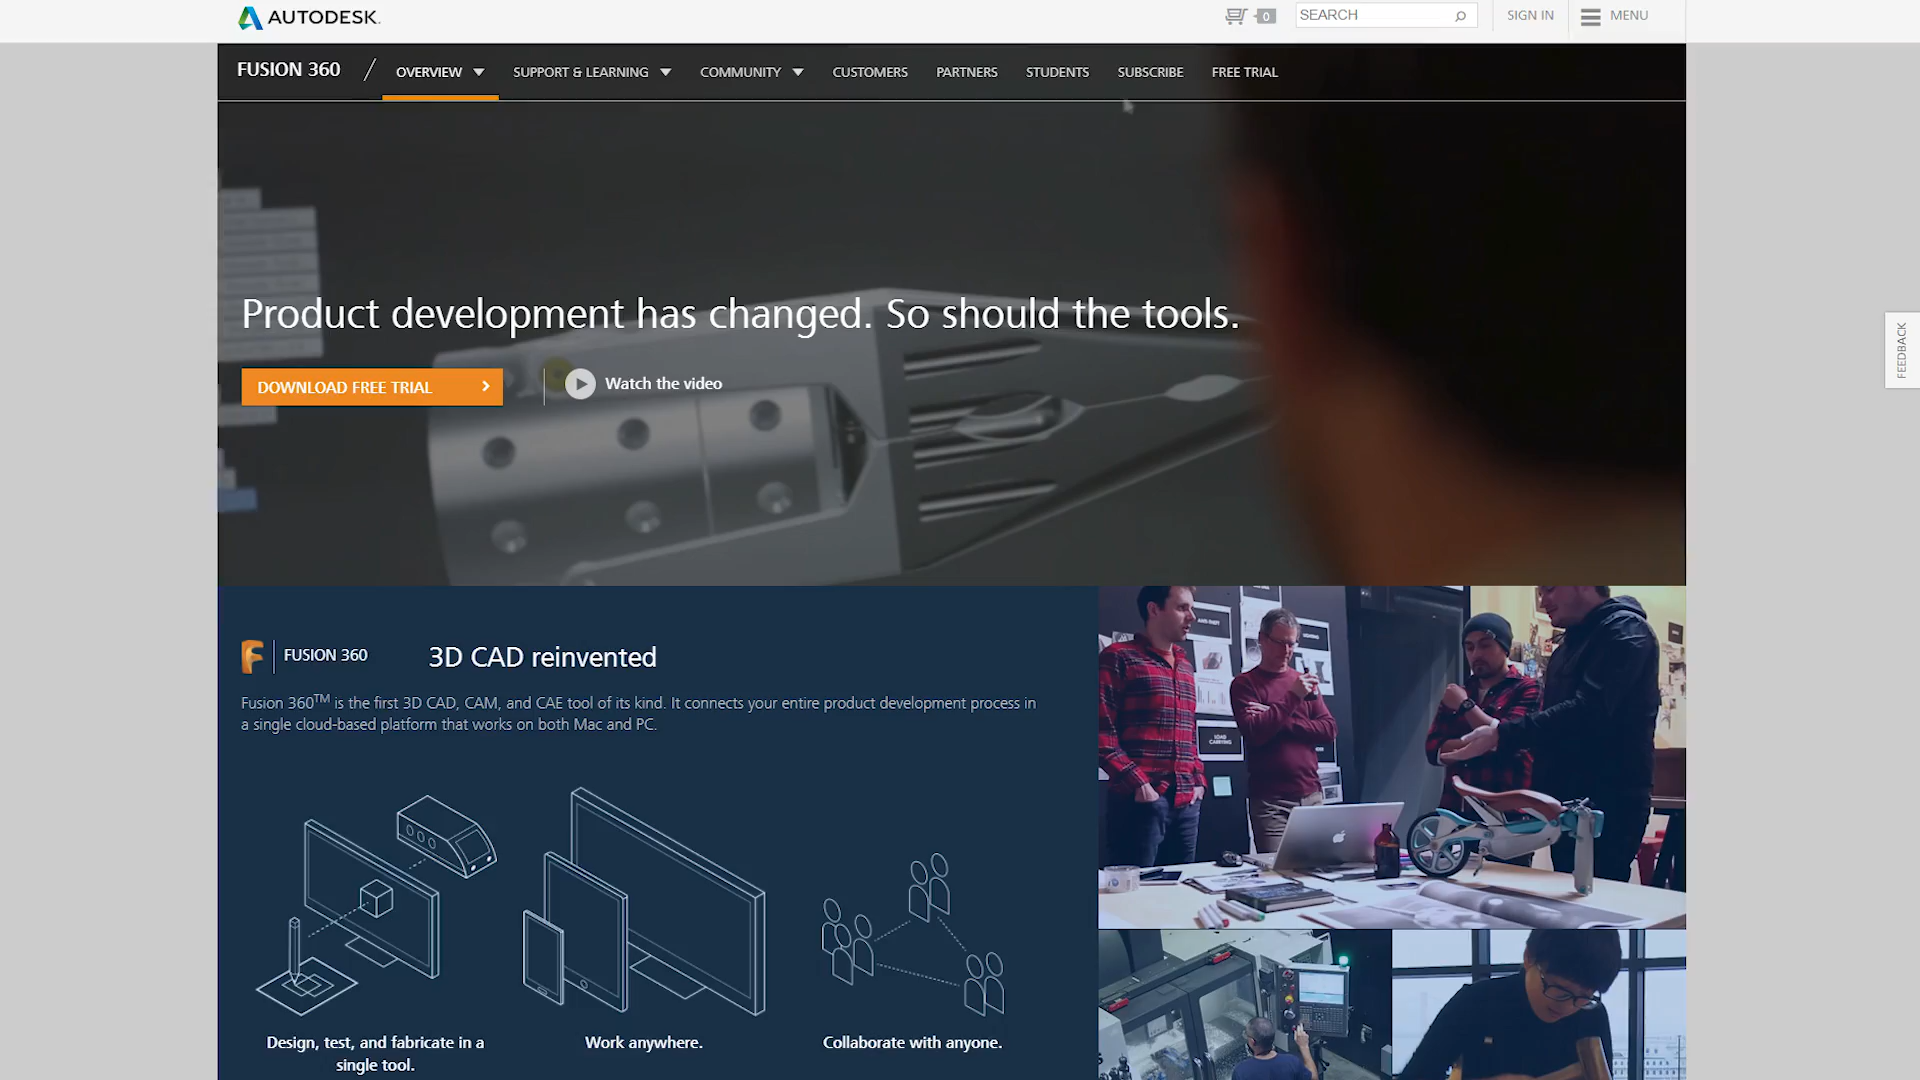 AUTODESK.
0
SEARCH
SIGN IN
MENU
FUSION 360 / OVERVIEW
SUPPORT & LEARNING
COMMUNITY
CUSTOMERS
PARTNERS
STUDENTS
SUBSCRIBE
FREE TRIAL
Product development has changed. So should the tools.
DOWNLOAD FREE TRIAL
Watch the video
FEEDBACK
FUSION 360
3D CAD reinvented
Fusion 360™ is the first 3D CAD, CAM, and CAE tool of its kind. It connects your entire product development process in
a single cloud-based platform that works on both Mac and PC.
Design, test, and fabricate in a
single tool.
Work anywhere.
Collaborate with anyone.
LOAD
CARRYING